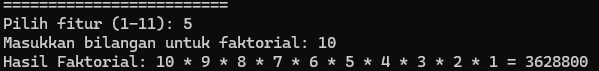 =========================
Pilih fitur (1-11): 5
Masukkan bilangan untuk faktorial: 10
Hasil Faktorial: 10 * 9 * 8 * 7 * 6 * 5 * 4 * 3 * 2 * 1 = 3628800